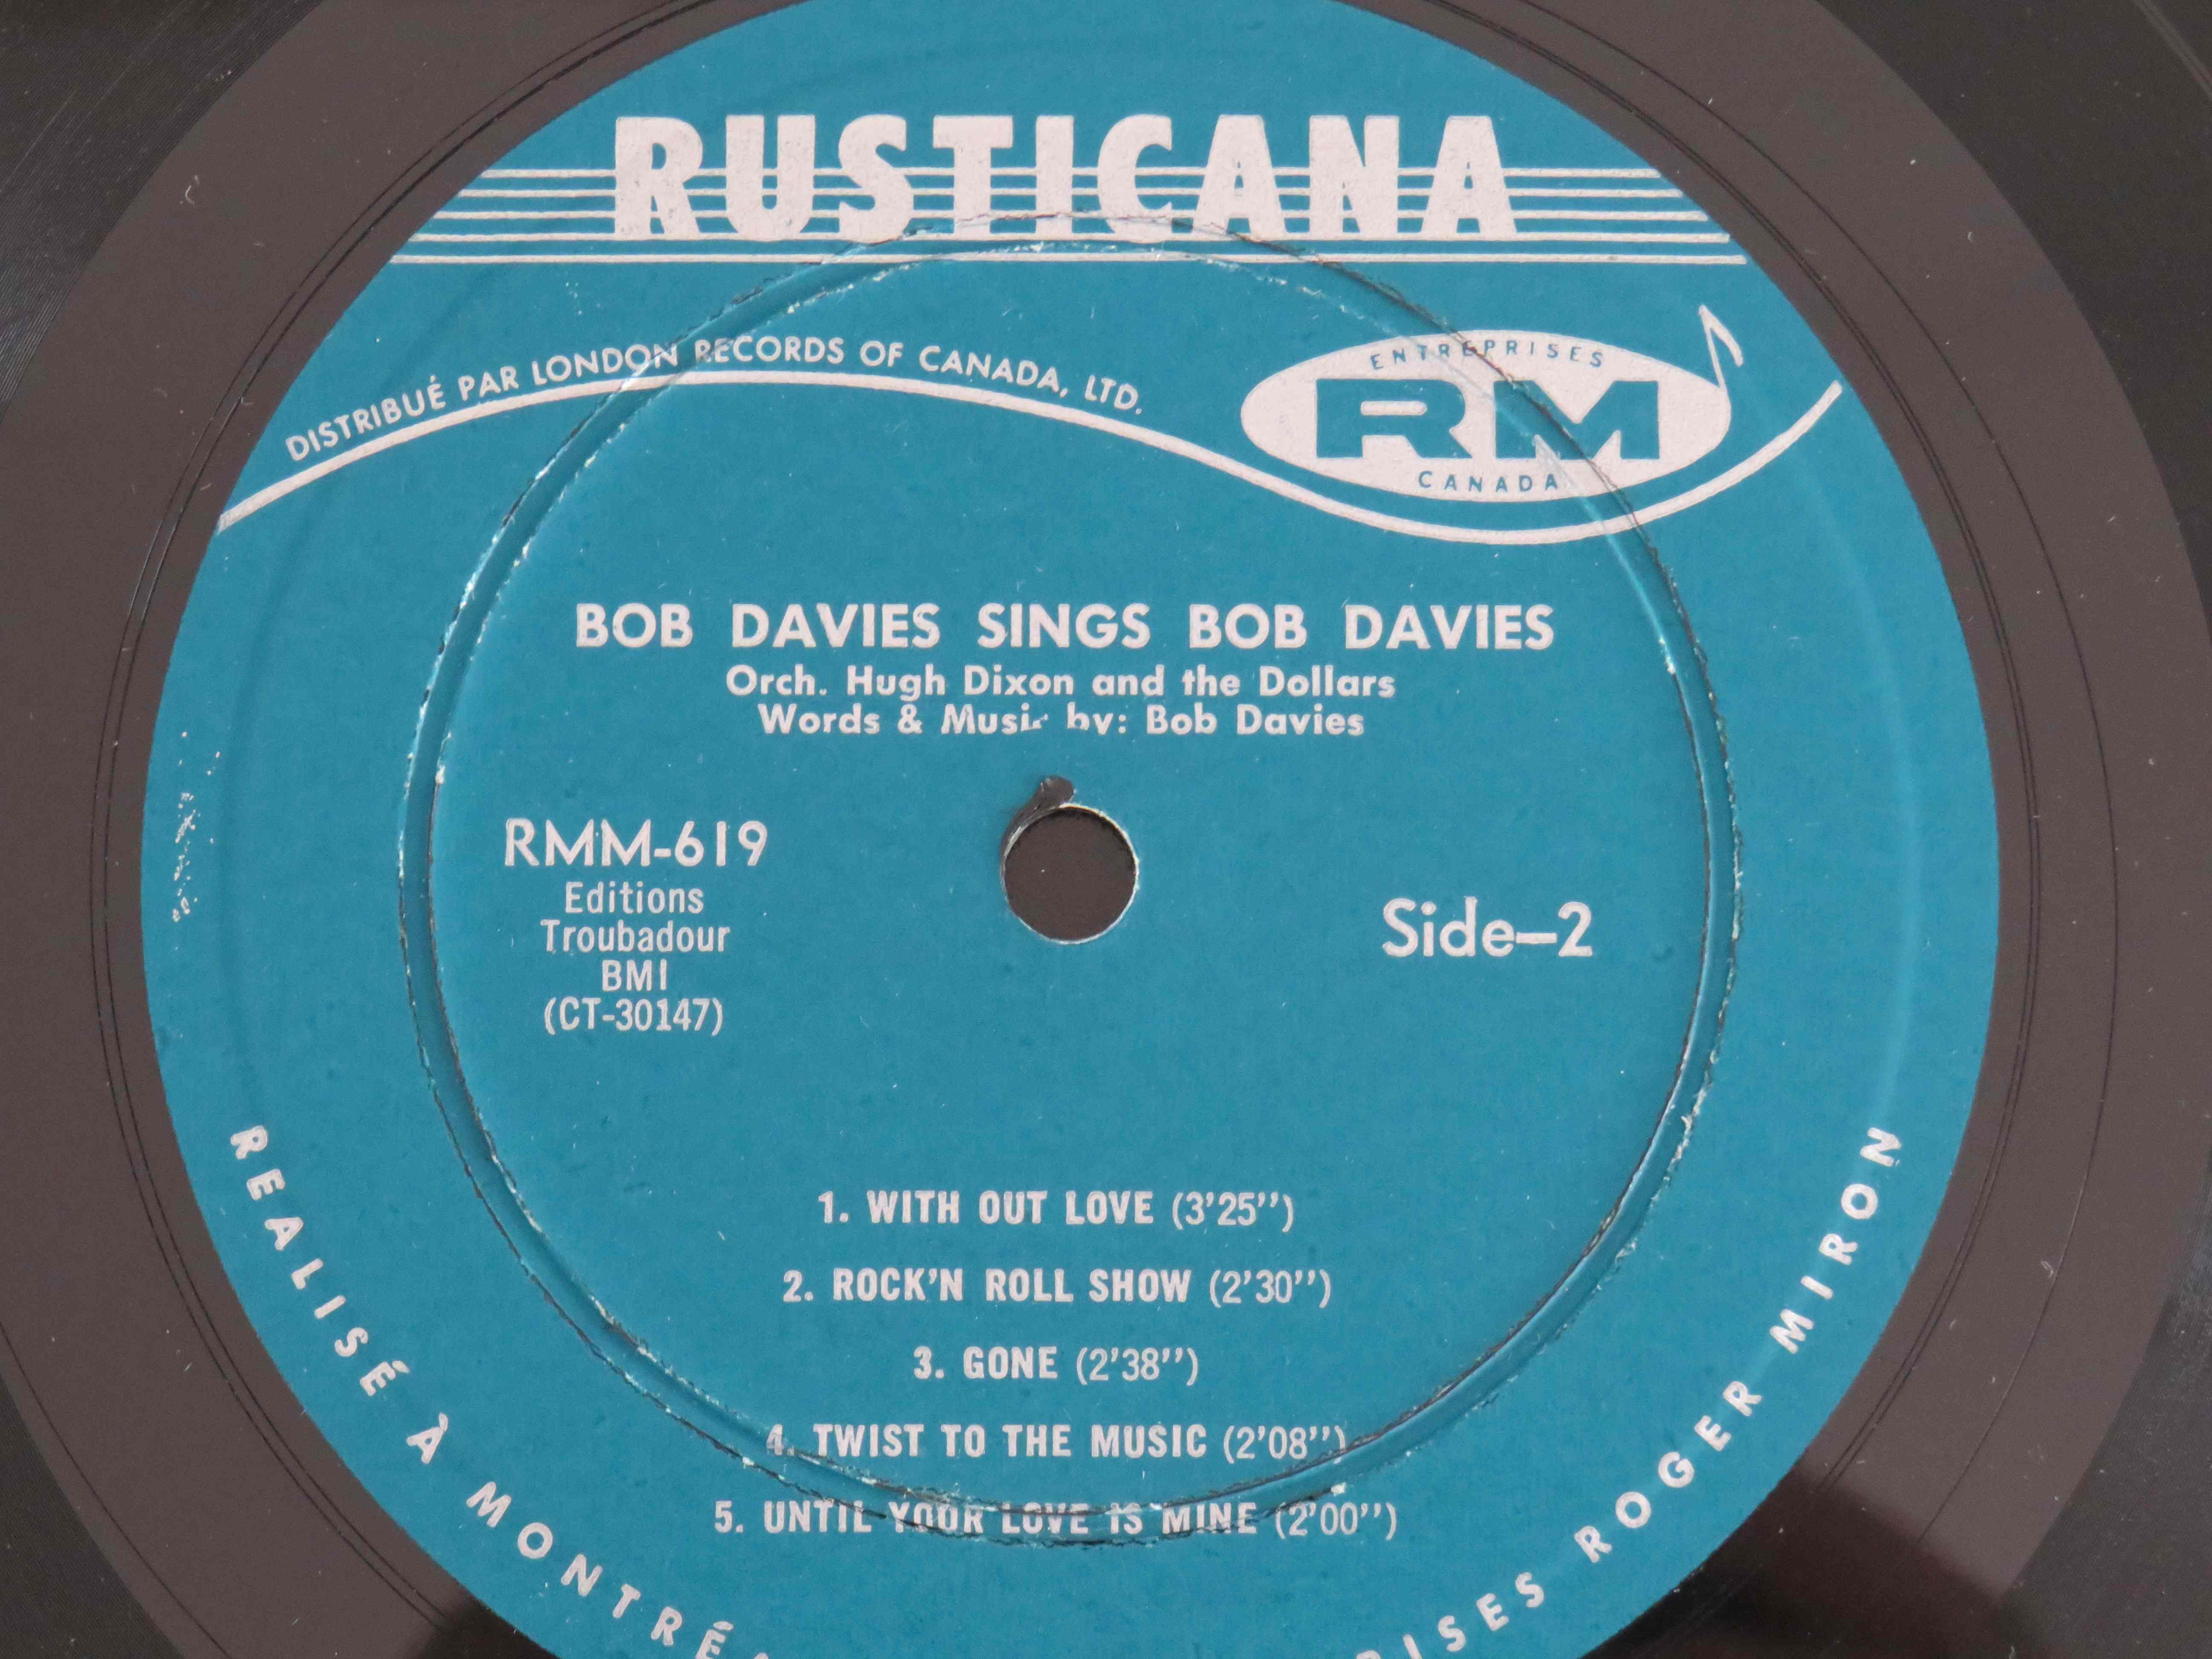 RUSTICANA
DISTRIBUÉ PAR LONDON RECORDS OF CANADA, LTD.
ENTREPRISES
RM
CANADA
BOB DAVIES SINGS BOB DAVIES
Orch. Hugh Dixon and the Dollars
Words & Music by: Bob Davies
RMM-619
Editions
Troubadour
BMI
(CT-30147)
Side-2
1. WITH OUT LOVE (3'25'')
2. ROCK'N ROLL SHOW (2'30'')
3. GONE (2'38'')
4. TWIST TO THE MUSIC (2'08'')
5. UNTIL YOUR LOVE IS MINE (2'00'')
REALISÉ À
ROGER MIRON